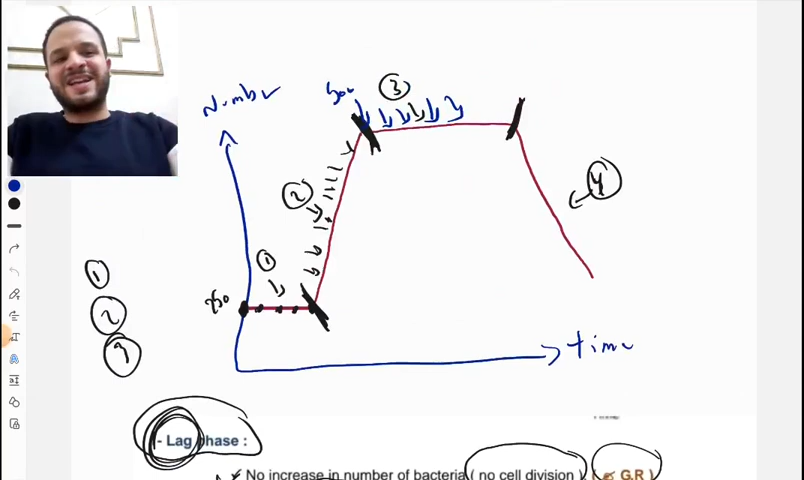 Number
500
3
2
4
1
250
1
2
3
time
- Lag phase :
✓ No increase in number of bacteria ( no cell division ) ( G.R )